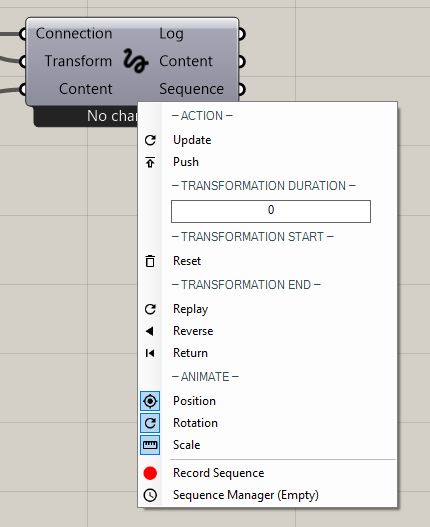 Connection Log
Transform Content
Content Sequence
No
– ACTION –
Update
Push
– TRANSFORMATION DURATION –
0
– TRANSFORMATION START –
Reset
– TRANSFORMATION END –
Replay
Reverse
Return
– ANIMATE –
Position
Rotation
Scale
Record Sequence
Sequence Manager (Empty)